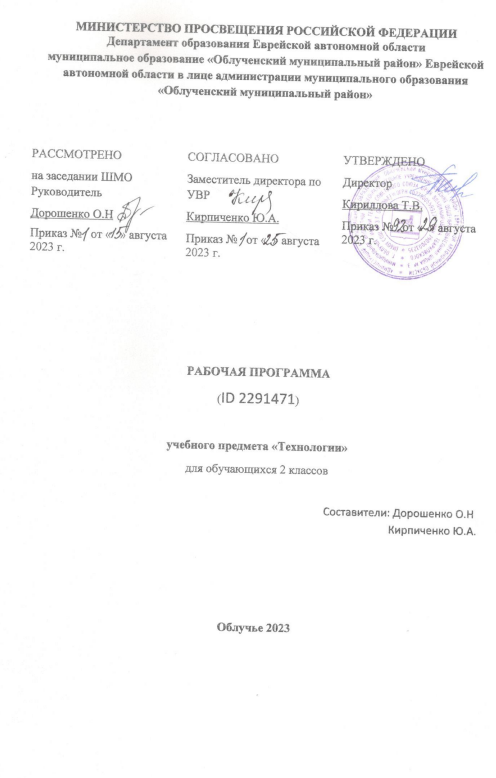 МИНИСТЕРСТВО ПРОСВЕЩЕНИЯ РОССИЙСКОЙ ФЕДЕРАЦИИ
Департамент образования Еврейской автономной области
муниципальное образование «Облученский муниципальный район» Еврейской
автономной области в лице администрации муниципального образования
«Облученский муниципальный район»
РАССМОТРЕНО
на заседании ШМО
Руководитель
Дорошенко О.Н
Приказ №1 от «15» августа
2023 г.
СОГЛАСОВАНО
Заместитель директора по
УВР
Кирпиченко Ю.А.
Приказ №1 от «25 августа
2023 г.
УТВЕРЖДЕНО
Директор
Кириллова Т.В.
Приказ №92 от «28» августа
2023 г.
РАБОЧАЯ ПРОГРАММА
(ID 2291471)
учебного предмета «Технологии»
для обучающихся 2 классов
Составители: Дорошенко О.Н
Кирпиченко Ю.А.
Облучье 2023